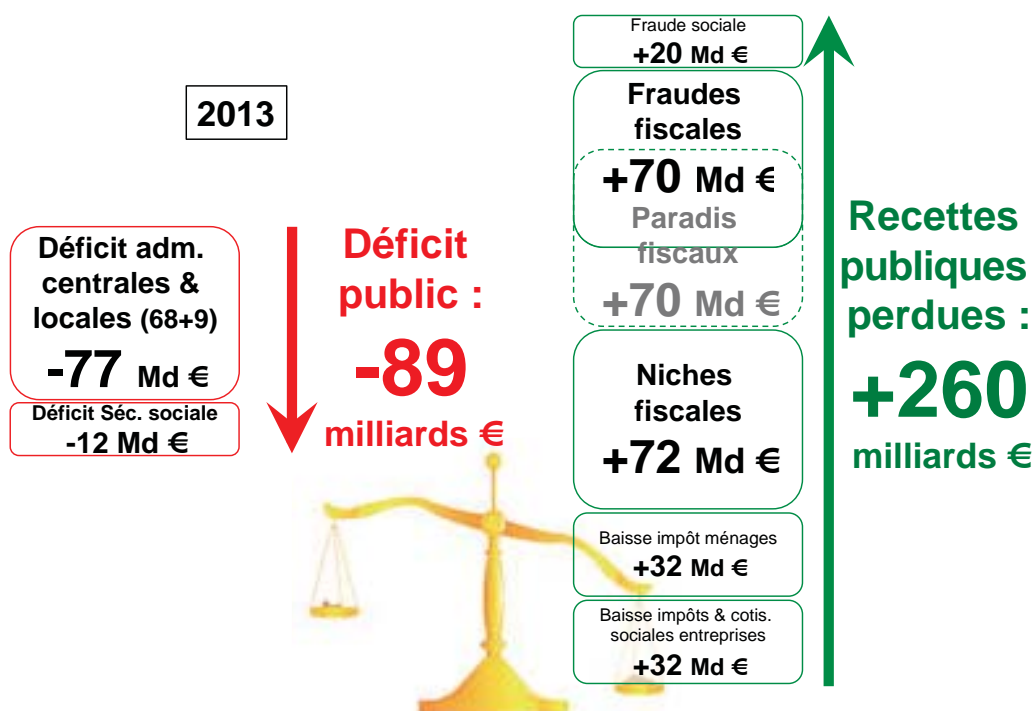 2013
Déficit adm.
centrales &
locales (68+9)
-77 Md €
Déficit Séc. sociale
-12 Md €
Déficit
public :
-89
milliards €
Fraude sociale
+20 Md €
Fraudes
fiscales
+70 Md €
Paradis
fiscaux
+70 Md €
Niches
fiscales
+72 Md €
Baisse impôt ménages
+32 Md €
Baisse impôts & cotis.
sociales entreprises
+32 Md €
Recettes
publiques
perdues :
+260
milliards €